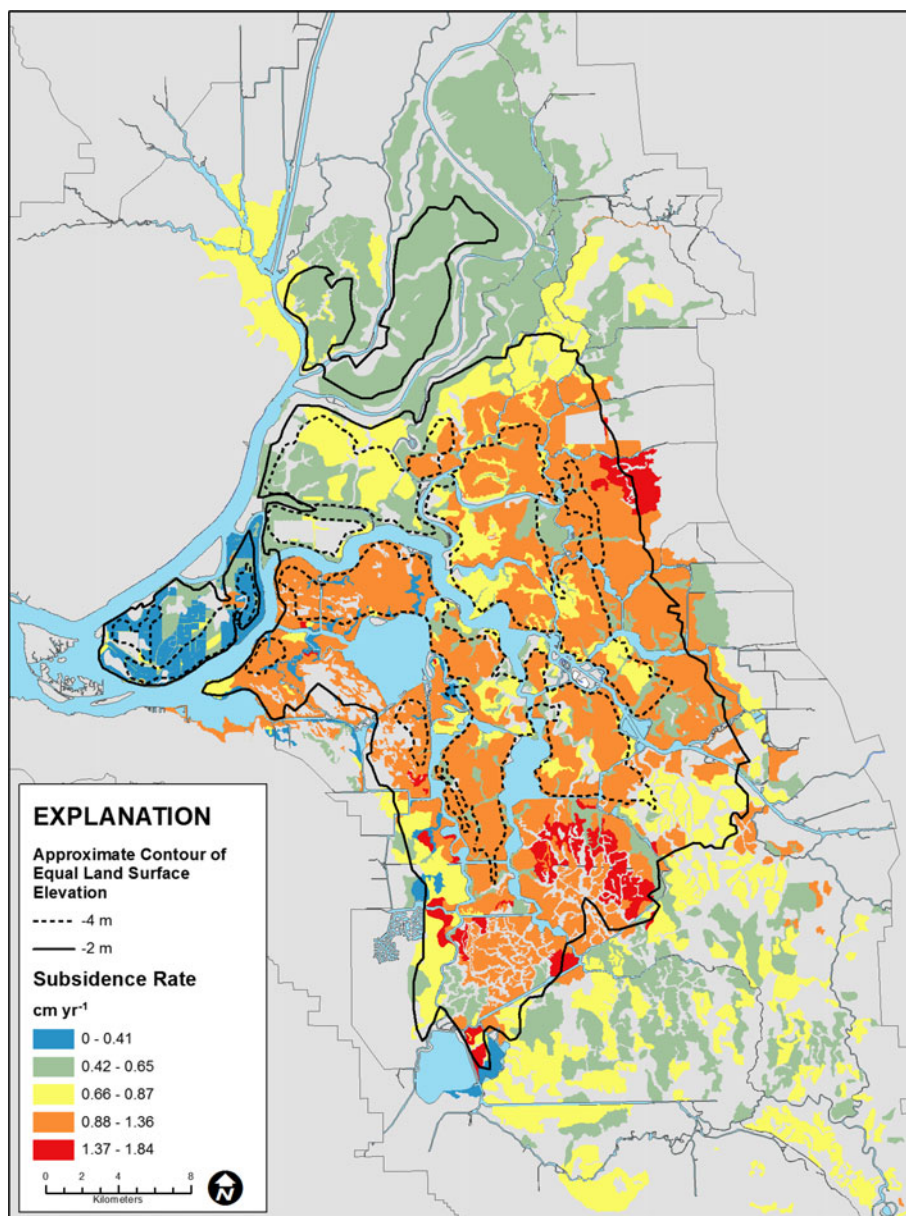 EXPLANATION
Approximate Contour of
Equal Land Surface
Elevation
-4 m
-2 m
Subsidence Rate
cm yr⁻¹
0 - 0.41
0.42 - 0.65
0.66 - 0.87
0.88 - 1.36
1.37 - 1.84
0 2 4 8
Kilometers
N